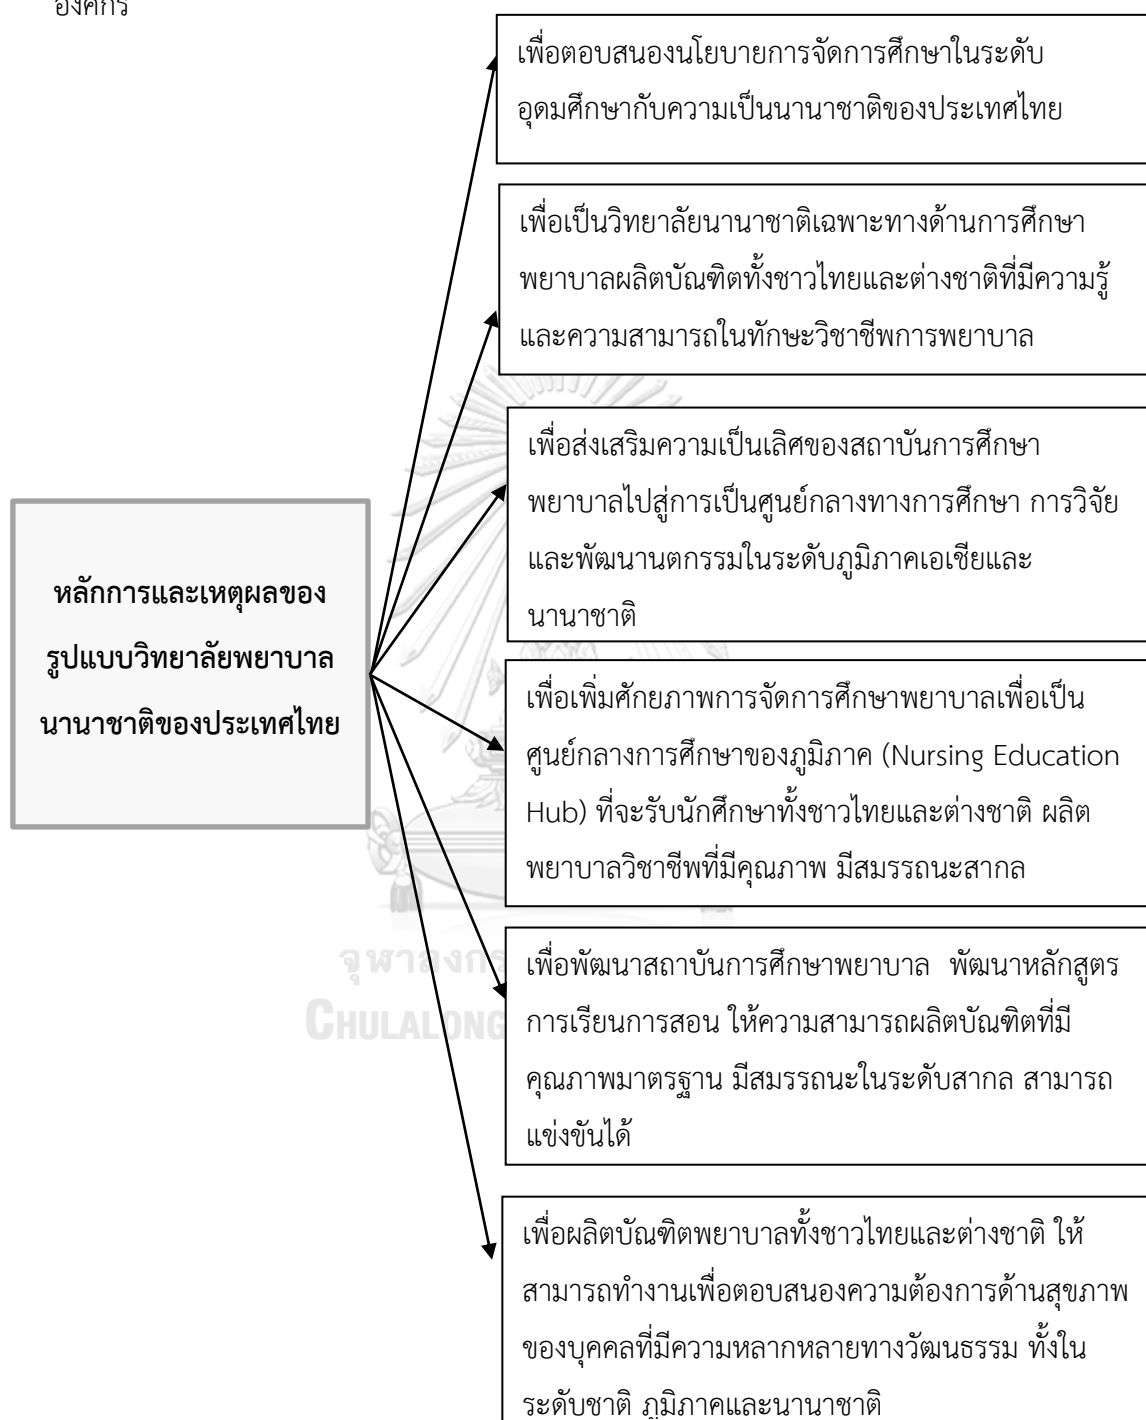 องค์กร
เพื่อตอบสนองนโยบายการจัดการศึกษาในระดับ
อุดมศึกษากับความเป็นนานาชาติของประเทศไทย
เพื่อเป็นวิทยาลัยนานาชาติเฉพาะทางด้านการศึกษา
พยาบาลผลิตบัณฑิตทั้งชาวไทยและต่างชาติที่มีความรู้
และความสามารถในทักษะวิชาชีพการพยาบาล
เพื่อส่งเสริมความเป็นเลิศของสถาบันการศึกษา
พยาบาลไปสู่การเป็นศูนย์กลางทางการศึกษา การวิจัย
และพัฒนานตกรรมในระดับภูมิภาคเอเชียและ
นานาชาติ
หลักการและเหตุผลของ
รูปแบบวิทยาลัยพยาบาล
นานาชาติของประเทศไทย
เพื่อเพิ่มศักยภาพการจัดการศึกษาพยาบาลเพื่อเป็น
ศูนย์กลางการศึกษาของภูมิภาค (Nursing Education
Hub) ที่จะรับนักศึกษาทั้งชาวไทยและต่างชาติ ผลิต
พยาบาลวิชาชีพที่มีคุณภาพ มีสมรรถนะสากล
เพื่อพัฒนาสถาบันการศึกษาพยาบาล พัฒนาหลักสูตร
การเรียนการสอน ให้ความสามารถผลิตบัณฑิตที่มี
คุณภาพมาตรฐาน มีสมรรถนะในระดับสากล สามารถ
แข่งขันได้
จุฬาลงกร
CHULALONG
เพื่อผลิตบัณฑิตพยาบาลทั้งชาวไทยและต่างชาติ ให้
สามารถทำงานเพื่อตอบสนองความต้องการด้านสุขภาพ
ของบุคคลที่มีความหลากหลายทางวัฒนธรรม ทั้งใน
ระดับชาติ ภูมิภาคและนานาชาติ